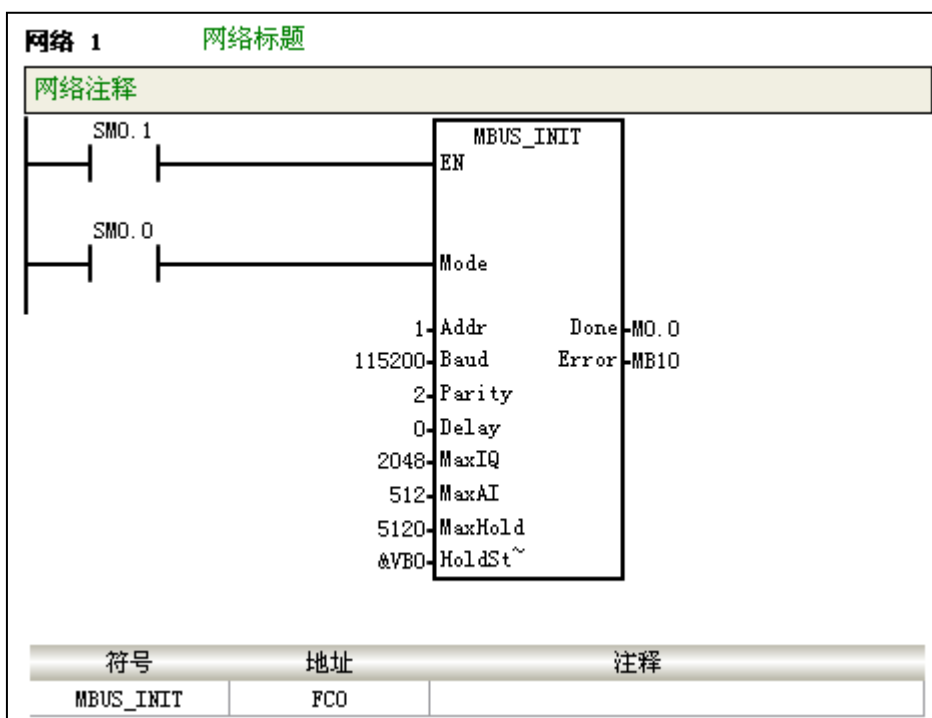 网络 1 网络标题
网络注释
SM0.1
MBUS_INIT
EN
SM0.0
Mode
1 Addr Done M0.0
115200 Baud Error MB10
2 Parity
0 Delay
2048 MaxIQ
512 MaxAI
5120 MaxHold
&VB0 HoldSt~
符号 地址 注释
MBUS_INIT FC0